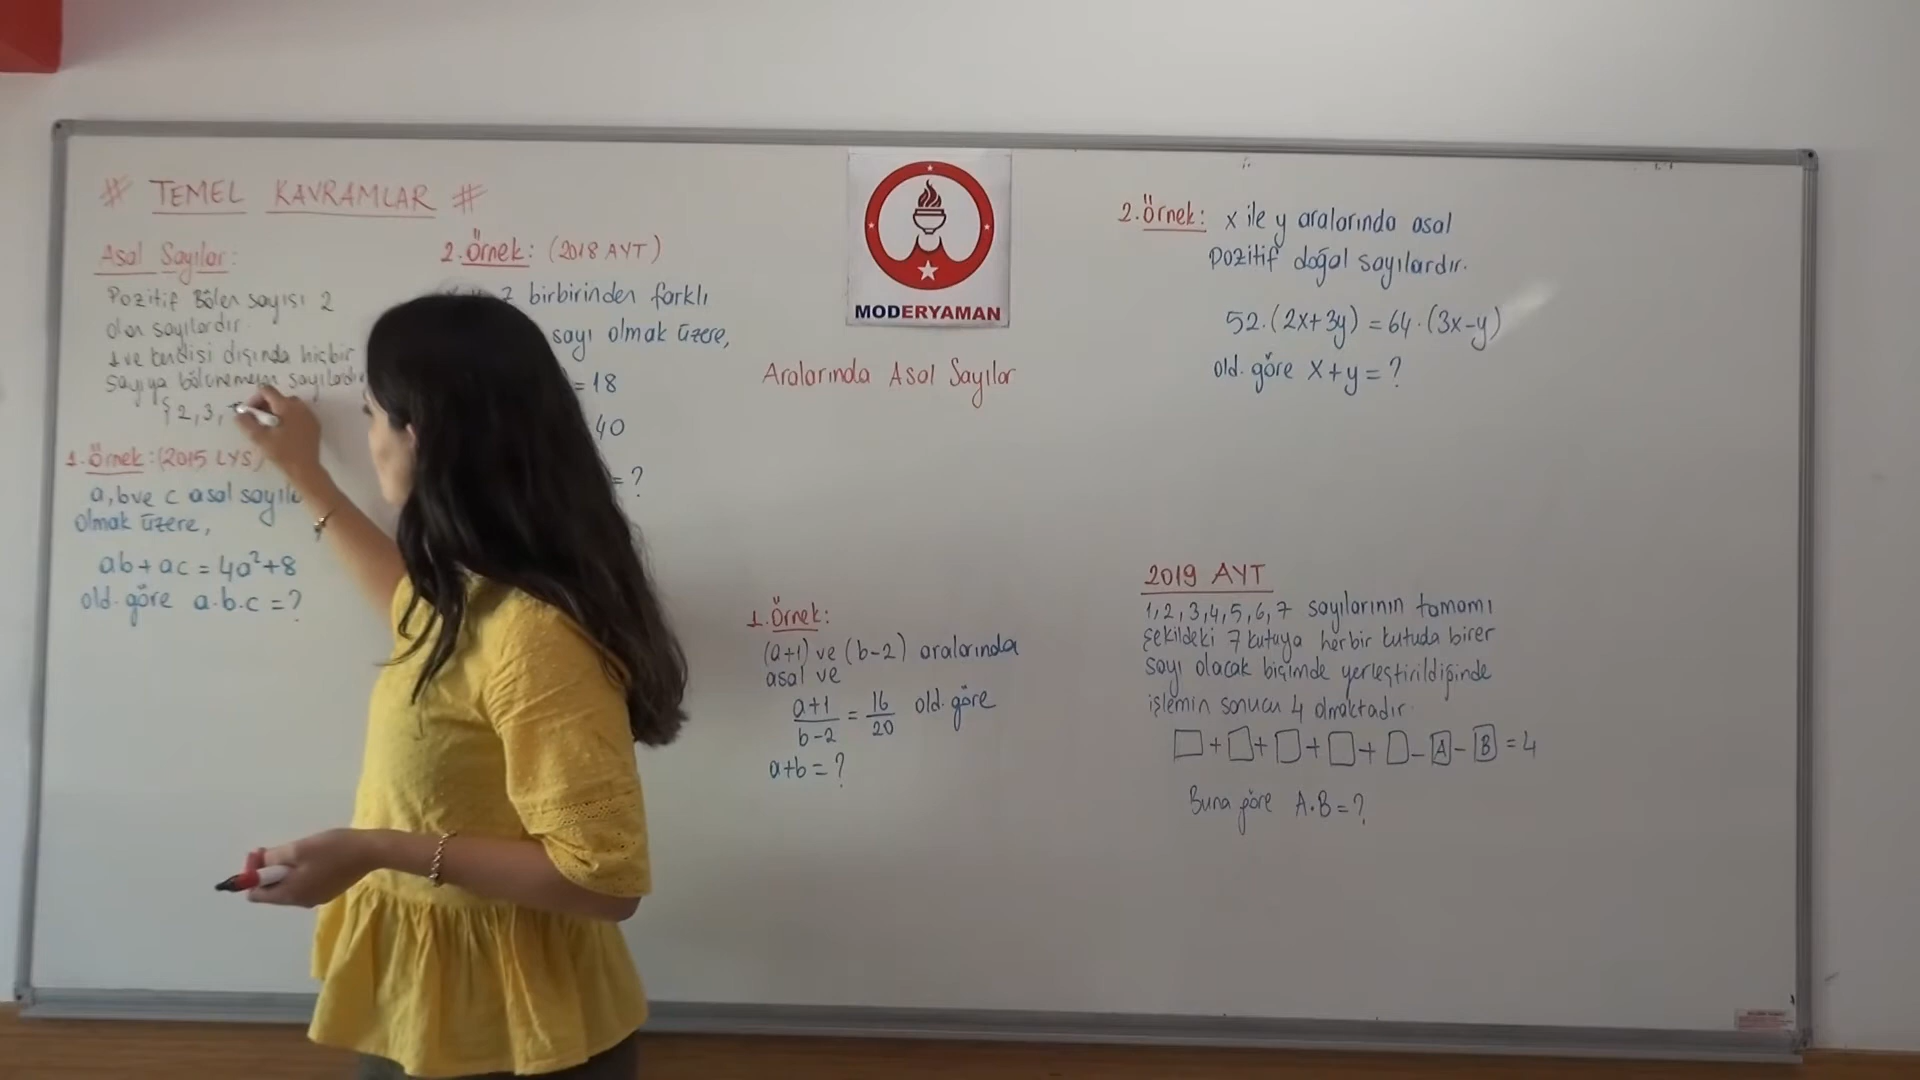 # TEMEL KAVRAMLAR #
Asal Sayılar:
Pozitif Bölen sayısı 2
olan sayılardır.
1 ve kendisi dışında hiçbir
sayıya bölünemeyen sayılardır
{2,3,
1.Örnek:(2015 LYS)
a,b ve c asal
olmak üzere,
ab+ac=4a²+8
old. göre a.b.c=?
2.Örnek: (2018 AYT)
z birbirinden farklı
sayı olmak üzere,
=18
40
=?
MODERYAMAN
Aralarında Asal Sayılar
1.Örnek:
(a+1) ve (b-2) aralarında
asal ve
a+1/b-2 = 16/20 old. göre
a+b=?
2.Örnek: x ile y aralarında asal
pozitif doğal sayılardır.
52.(2x+3y)=64.(3x-y)
old. göre x+y=?
2019 AYT
1,2,3,4,5,6,7 sayılarının tamamı
şekildeki 7 kutuya herbir kutuda birer
sayı olacak biçimde yerleştirildiğinde
işlemin sonucu 4 olmaktadır.
□+□+□+□+□-A-B=4
Buna göre A.B=?